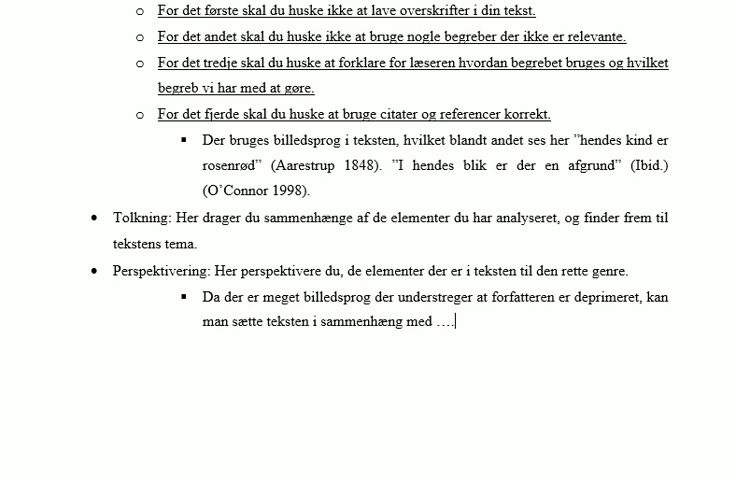 o For det første skal du huske ikke at lave overskrifter i din tekst.
o For det andet skal du huske ikke at bruge nogle begreber der ikke er relevante.
o For det tredje skal du huske at forklare for læseren hvordan begrebet bruges og hvilket
begreb vi har med at gøre.
o For det fjerde skal du huske at bruge citater og referencer korrekt.
▪ Der bruges billedsprog i teksten, hvilket blandt andet ses her ”hendes kind er
rosenrød” (Aarestrup 1848). ”I hendes blik er der en afgrund” (Ibid.)
(O’Connor 1998).
• Tolkning: Her drager du sammenhænge af de elementer du har analyseret, og finder frem til
tekstens tema.
• Perspektivering: Her perspektivere du, de elementer der er i teksten til den rette genre.
▪ Da der er meget billedsprog der understreger at forfatteren er deprimeret, kan
man sætte teksten i sammenhæng med ….